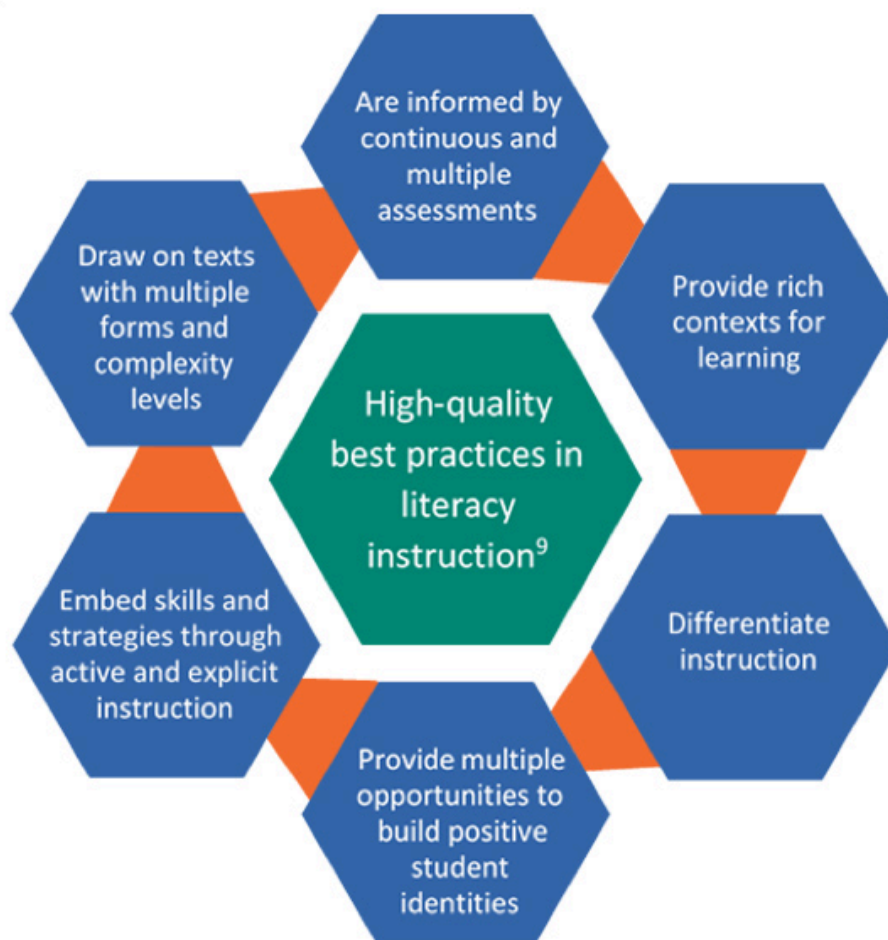 Are informed by
continuous and
multiple
assessments
Provide rich
contexts for
learning
Differentiate
instruction
Provide multiple
opportunities to
build positive
student
identities
Embed skills and
strategies through
active and explicit
instruction
Draw on texts
with multiple
forms and
complexity
levels
High-quality
best practices in
literacy
instruction⁹